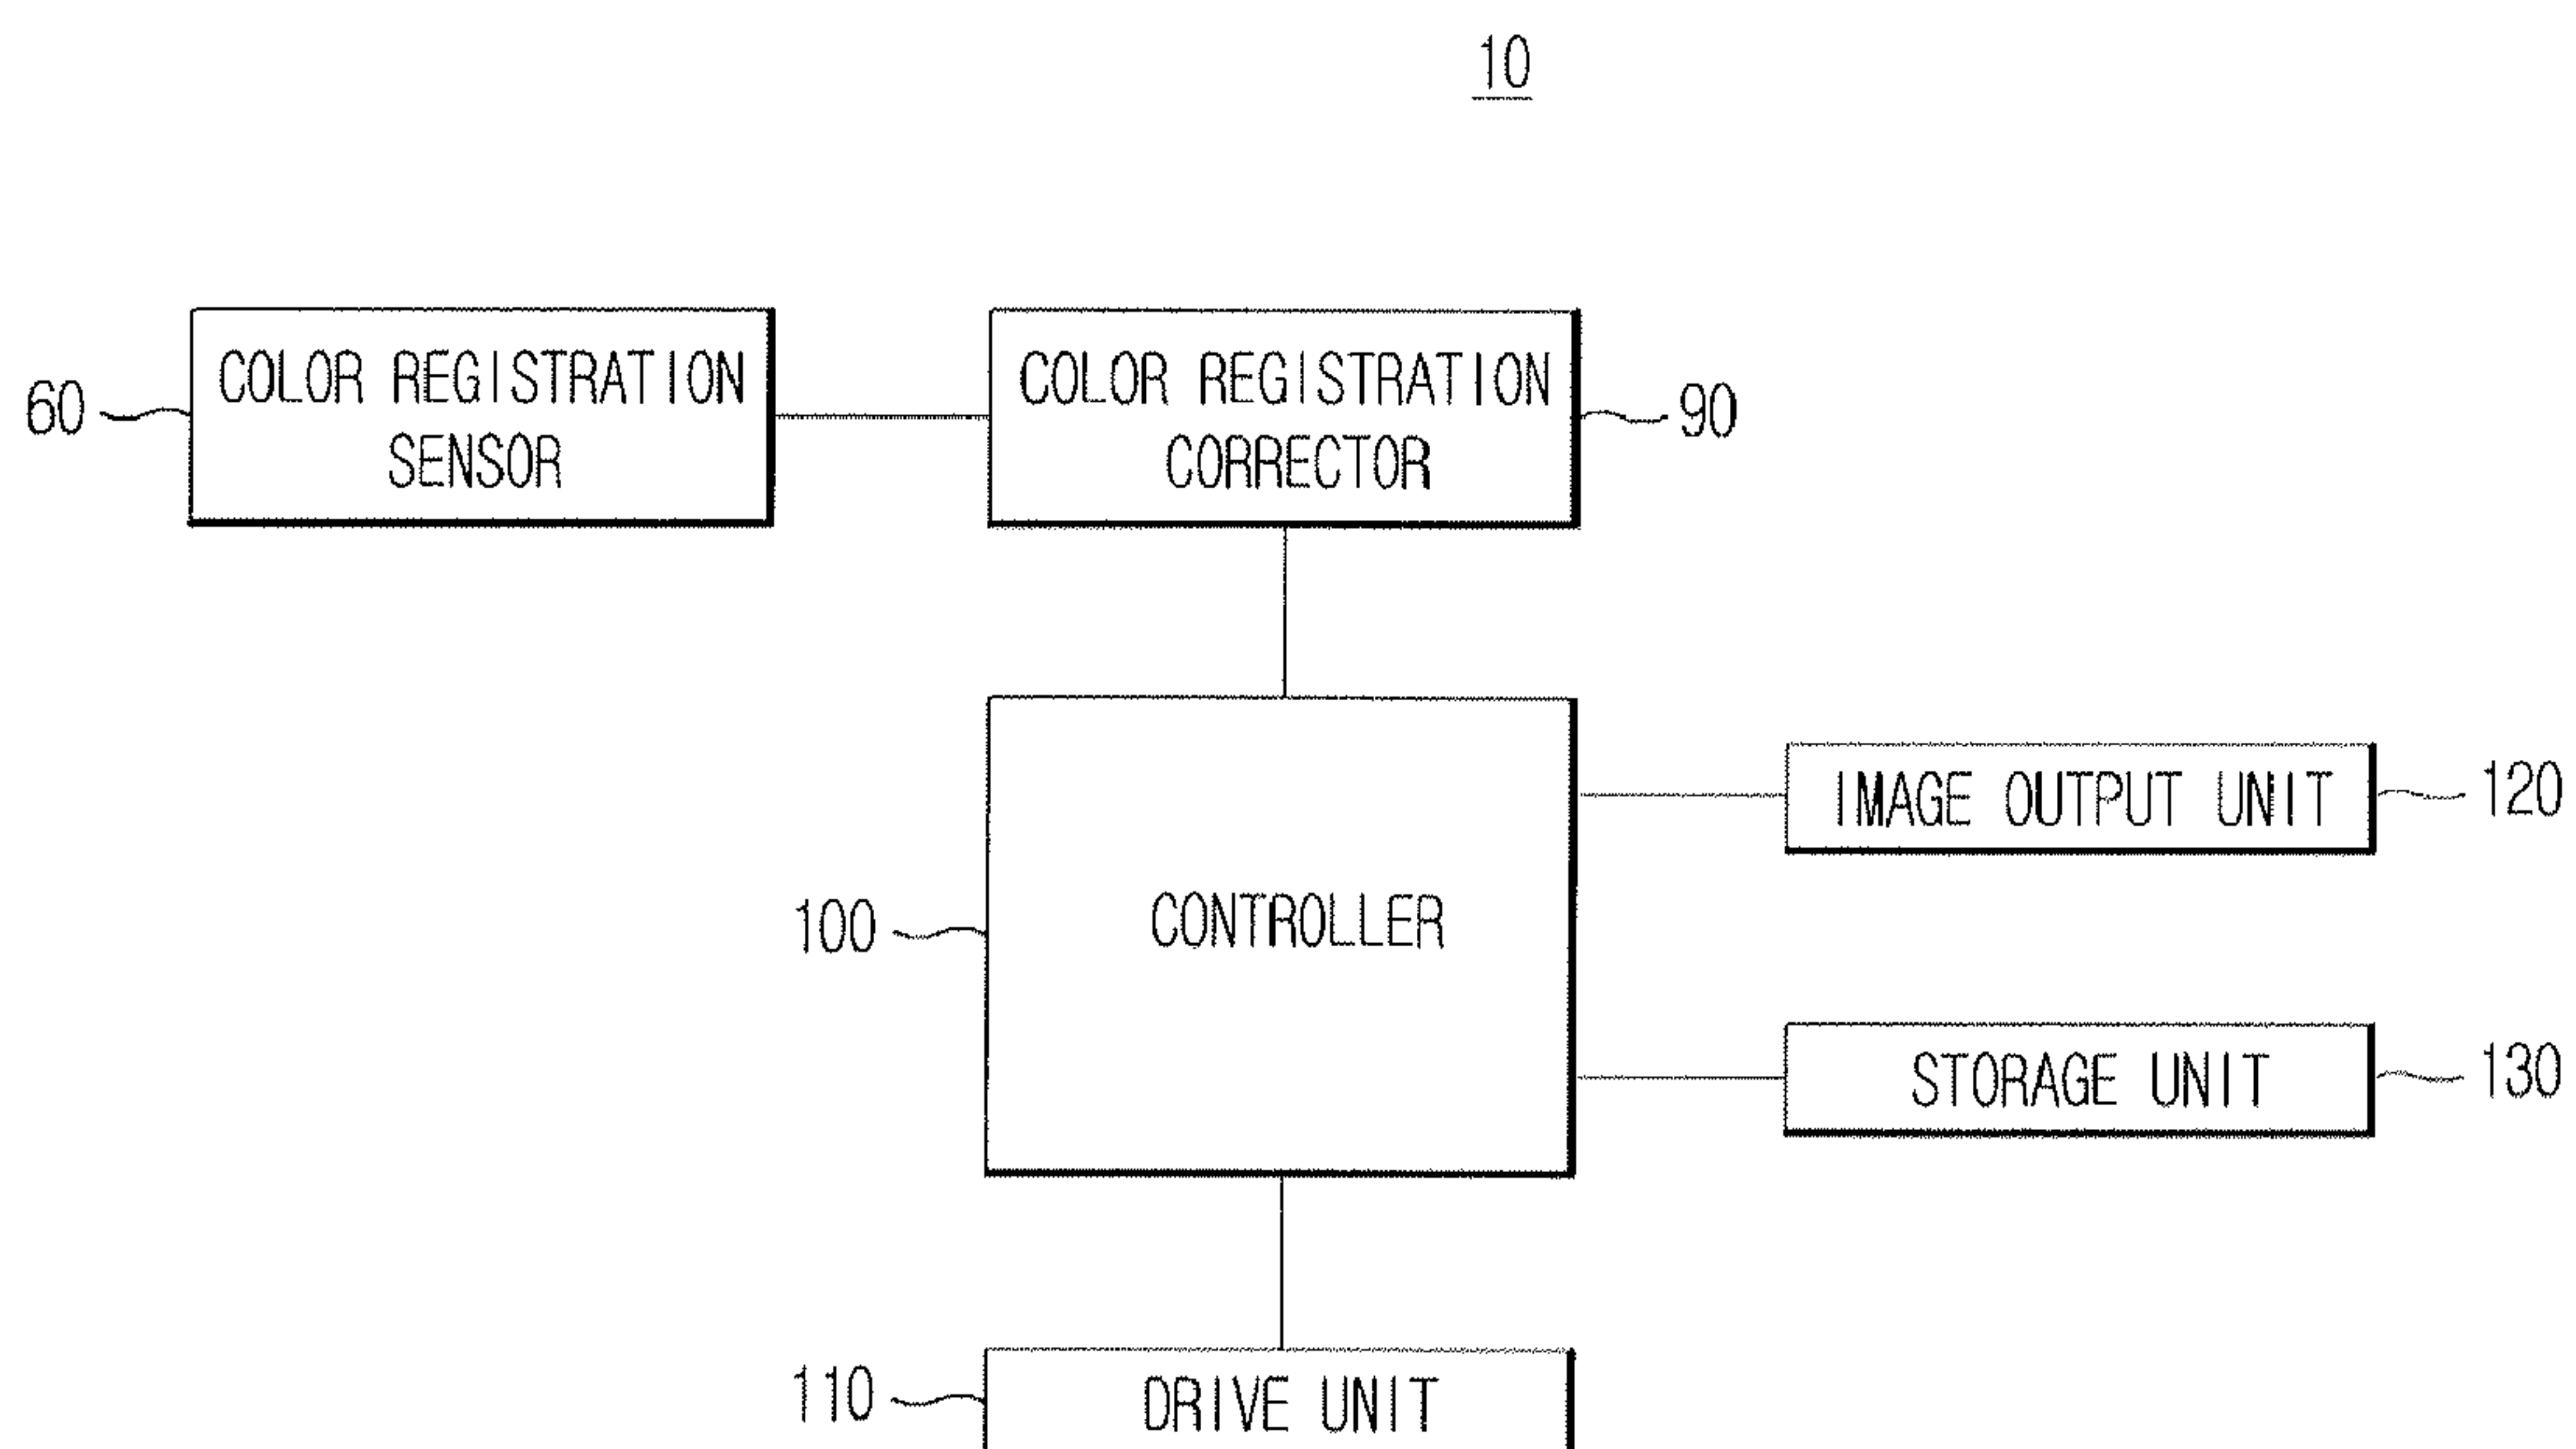 10
COLOR REGISTRATION
SENSOR
60
COLOR REGISTRATION
CORRECTOR
90
CONTROLLER
100
IMAGE OUTPUT UNIT
120
STORAGE UNIT
130
DRIVE UNIT
110